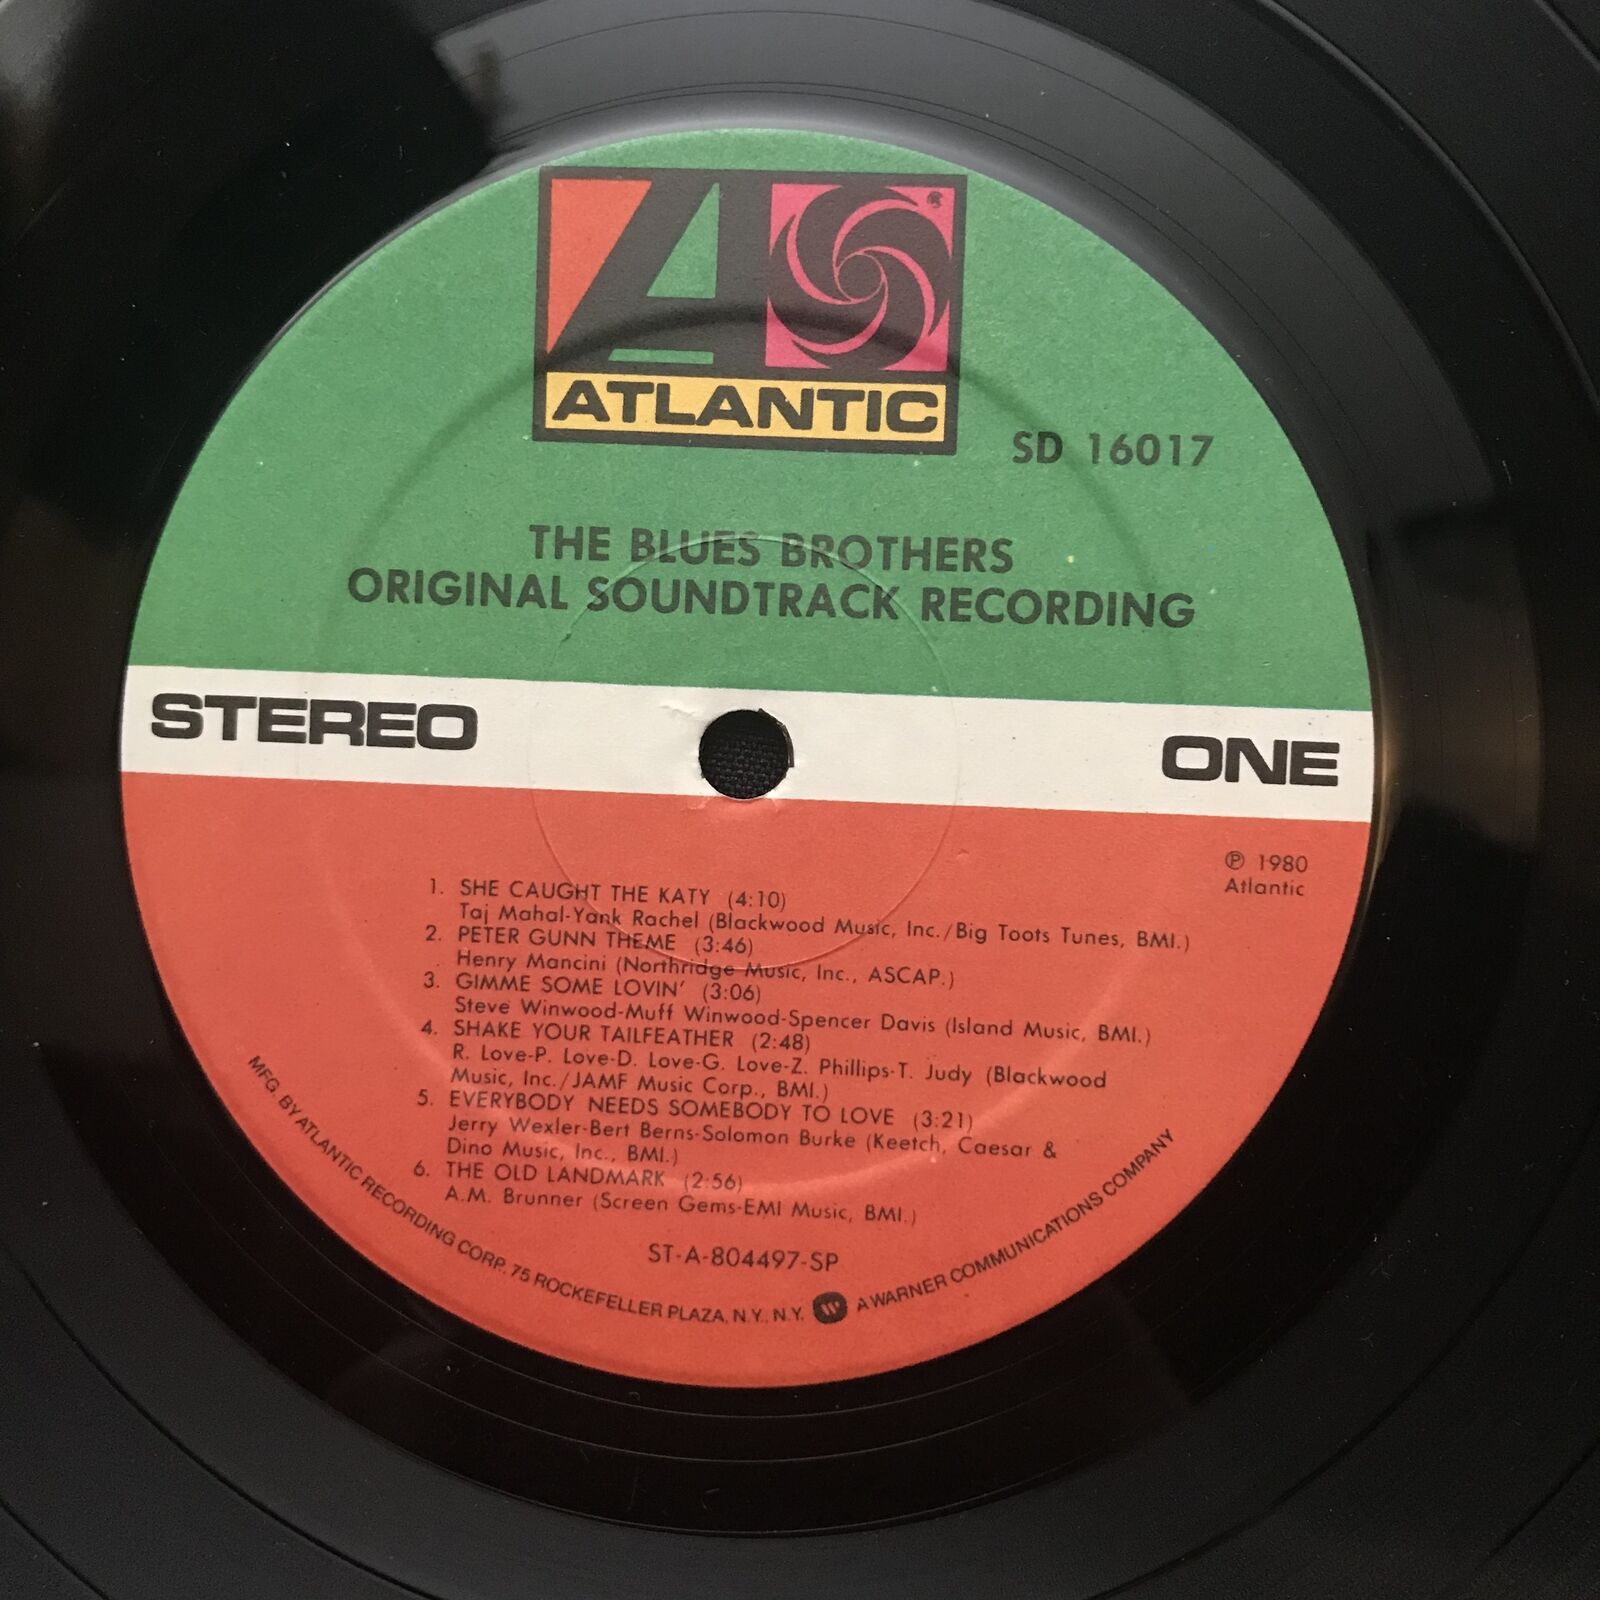 ATLANTIC
SD 16017
THE BLUES BROTHERS
ORIGINAL SOUNDTRACK RECORDING
STEREO
ONE
℗ 1980
Atlantic
1. SHE CAUGHT THE KATY (4:10)
Taj Mahal-Yank Rachel (Blackwood Music, Inc./Big Toots Tunes, BMI.)
2. PETER GUNN THEME (3:46)
Henry Mancini (Northridge Music, Inc., ASCAP.)
3. GIMME SOME LOVIN' (3:06)
Steve Winwood-Muff Winwood-Spencer Davis (Island Music, BMI.)
4. SHAKE YOUR TAILFEATHER (2:48)
R. Love-P. Love-D. Love-G. Love-Z. Phillips-T. Judy (Blackwood
Music, Inc./JAMF Music Corp., BMI.)
5. EVERYBODY NEEDS SOMEBODY TO LOVE (3:21)
Jerry Wexler-Bert Berns-Solomon Burke (Keetch, Caesar &
Dino Music, Inc., BMI.)
6. THE OLD LANDMARK (2:56)
A.M. Brunner (Screen Gems-EMI Music, BMI.)
ST-A-804497-SP
MFG. BY ATLANTIC RECORDING CORP. 75 ROCKEFELLER PLAZA, N.Y., N.Y. W A WARNER COMMUNICATIONS COMPANY